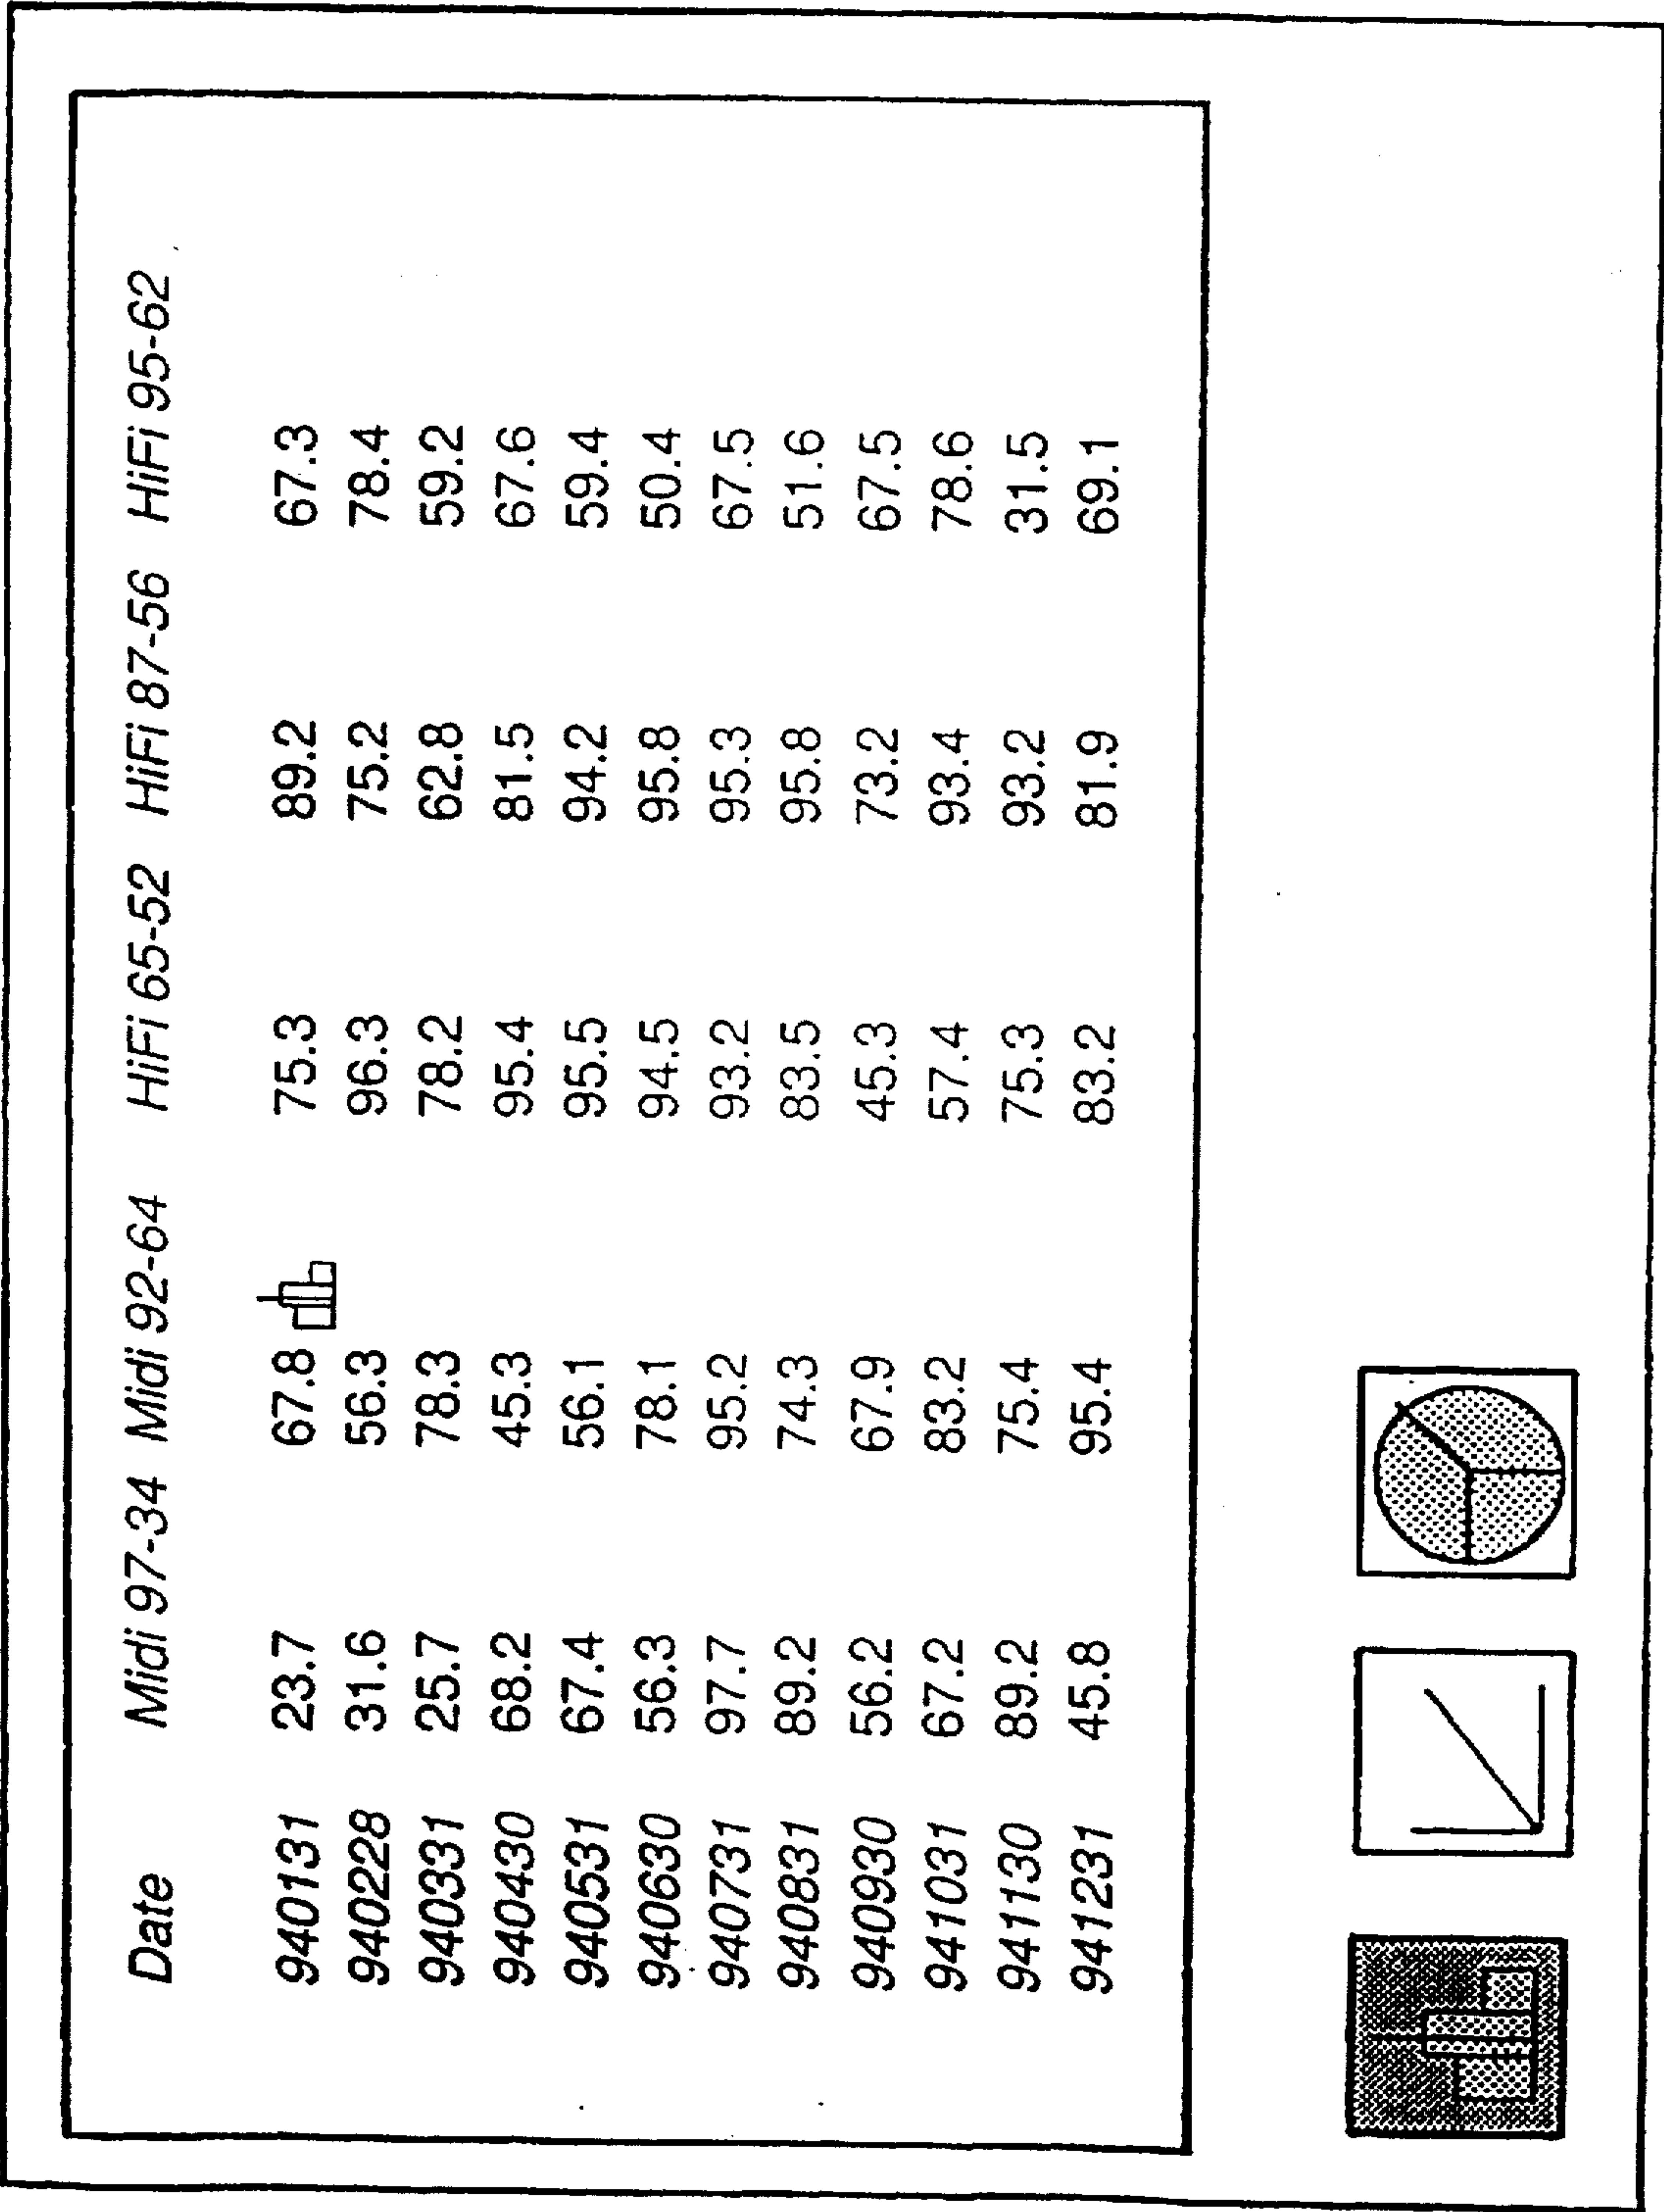 Date Midi 97-34 Midi 92-64 HiFi 65-52 HiFi 87-56 HiFi 95-62
940131 23.7 67.8 75.3 89.2 67.3
940228 31.6 56.3 96.3 75.2 78.4
940331 25.7 78.3 78.2 62.8 59.2
940430 68.2 45.3 95.4 81.5 67.6
940531 67.4 56.1 95.5 94.2 59.4
940630 56.3 78.1 94.5 95.8 50.4
940731 97.7 95.2 93.2 95.3 67.5
940831 89.2 74.3 83.5 95.8 51.6
940930 56.2 67.9 45.3 73.2 67.5
941031 67.2 83.2 57.4 93.4 78.6
941130 89.2 75.4 75.3 93.2 31.5
941231 45.8 95.4 83.2 81.9 69.1